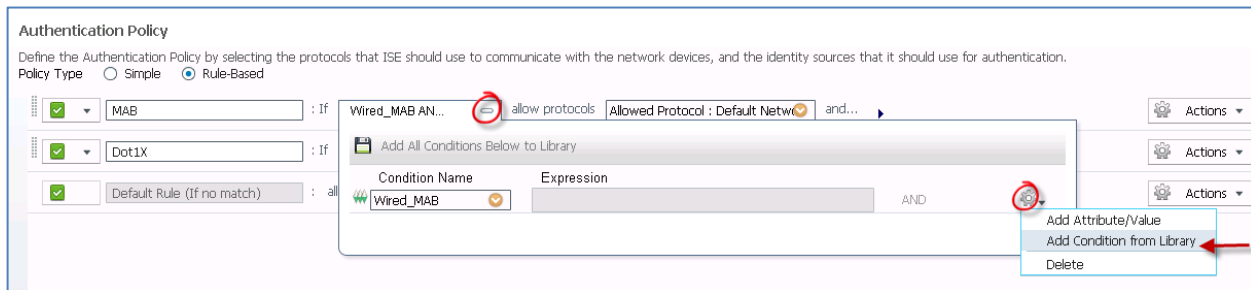 Authentication Policy
Define the Authentication Policy by selecting the protocols that ISE should use to communicate with the network devices, and the identity sources that it should use for authentication.
Policy Type Simple Rule-Based
MAB : If Wired_MAB AN... allow protocols Allowed Protocol : Default Netw and... Actions
Dot1X : If Add All Conditions Below to Library Actions
Condition Name Expression
Default Rule (If no match) : al Wired_MAB AND Actions
Add Attribute/Value
Add Condition from Library
Delete